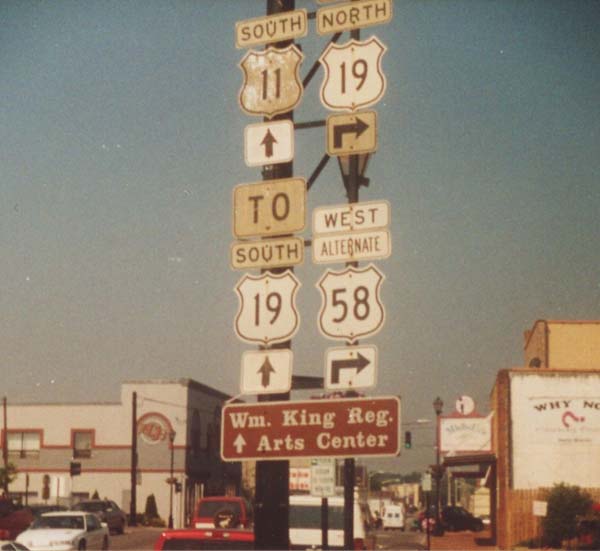 SOUTH
NORTH
11
19
TO
SOUTH
WEST
ALTERNATE
19
58
Wm. King Reg.
Arts Center
WHY NO